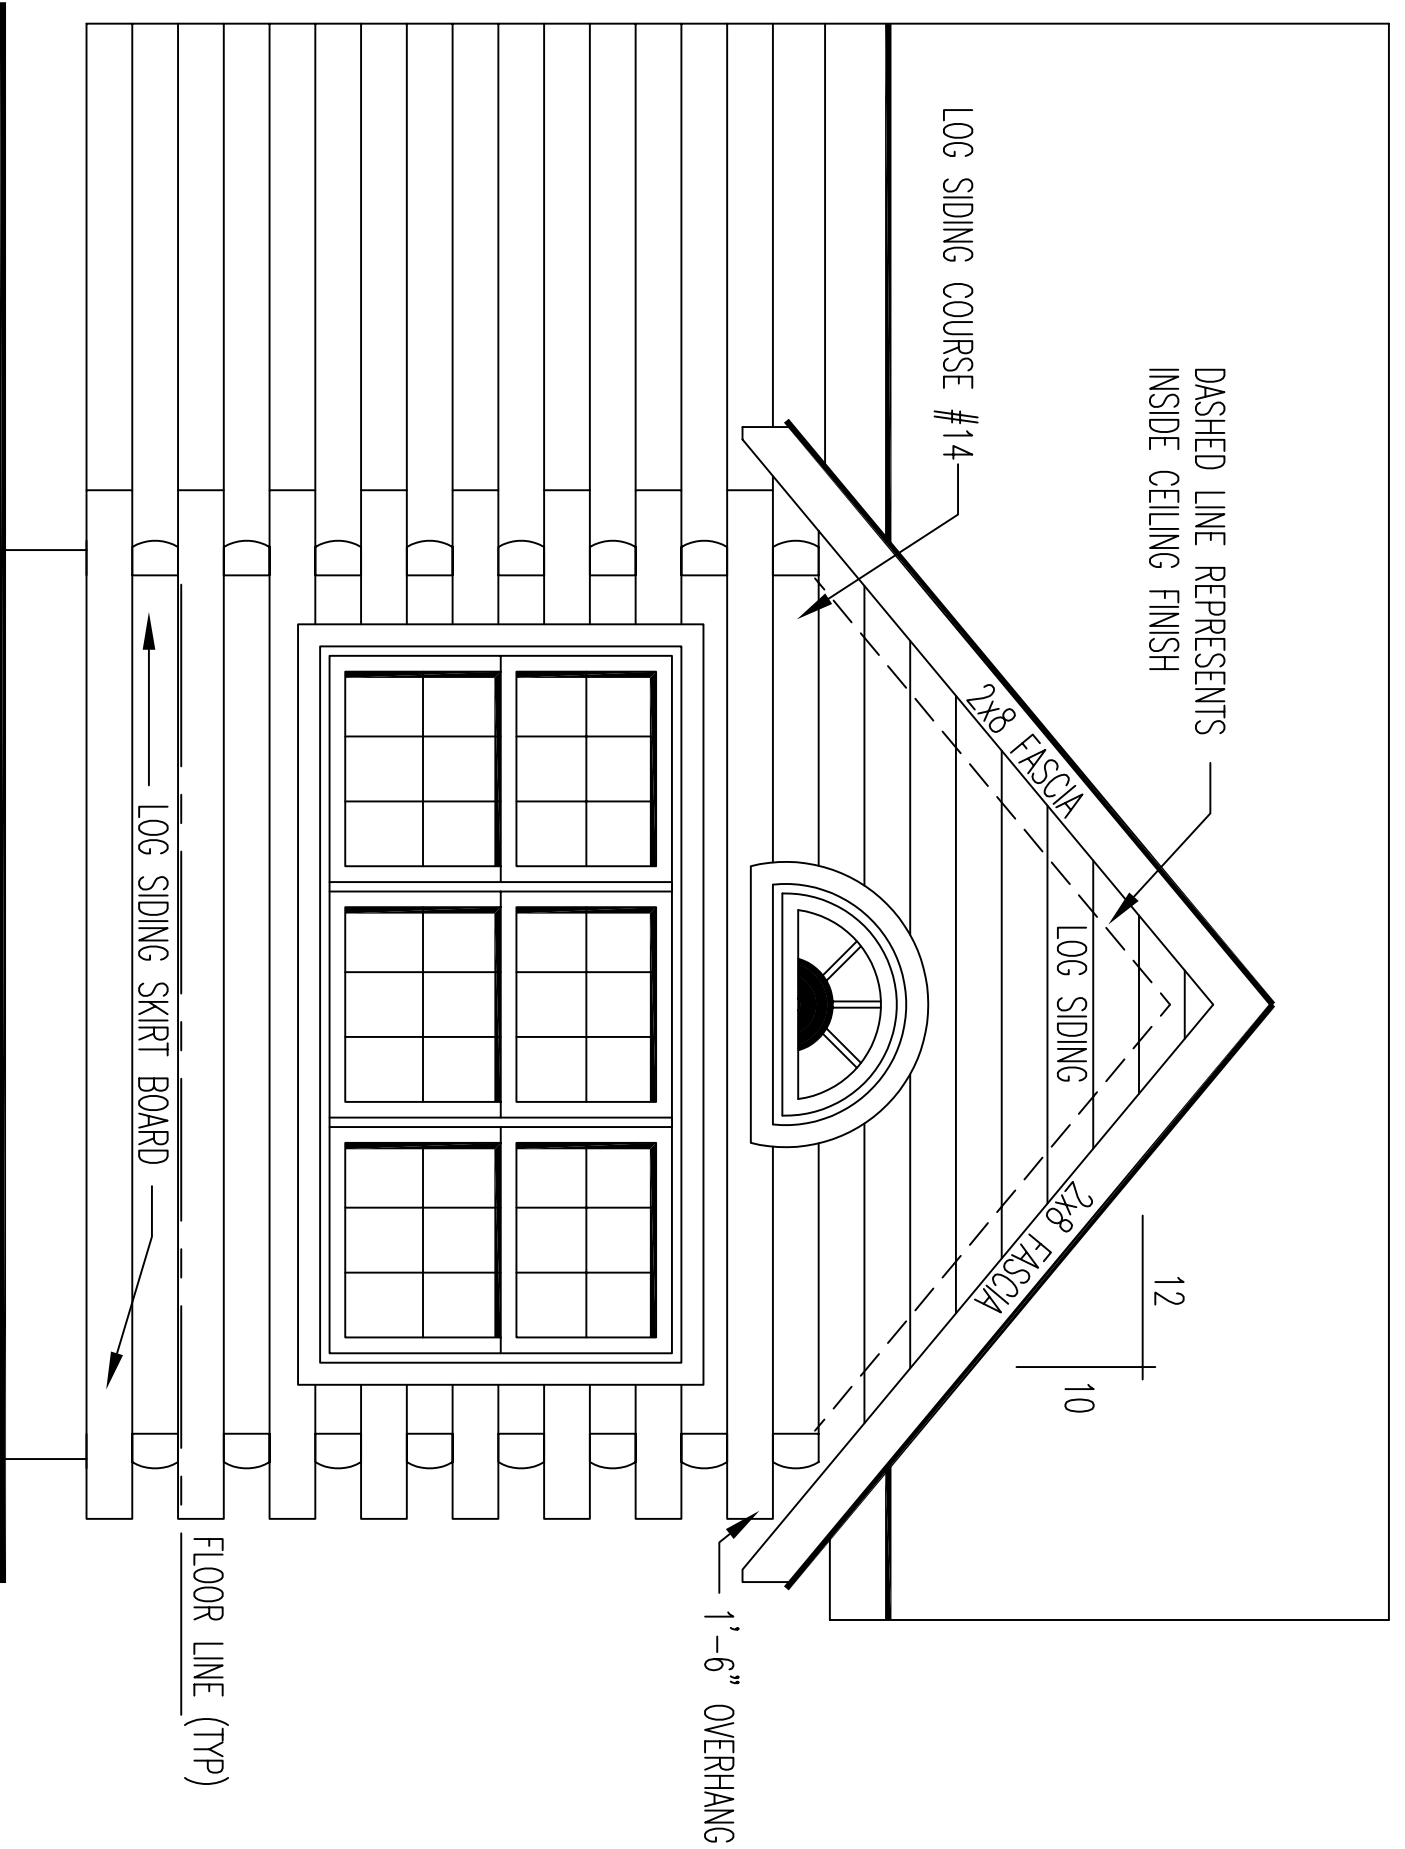 DASHED LINE REPRESENTS
INSIDE CEILING FINISH
LOG SIDING COURSE #14
2x8 FASCIA
LOG SIDING
2x8 FASCIA
12
10
1'-6" OVERHANG
FLOOR LINE (TYP)
LOG SIDING SKIRT BOARD